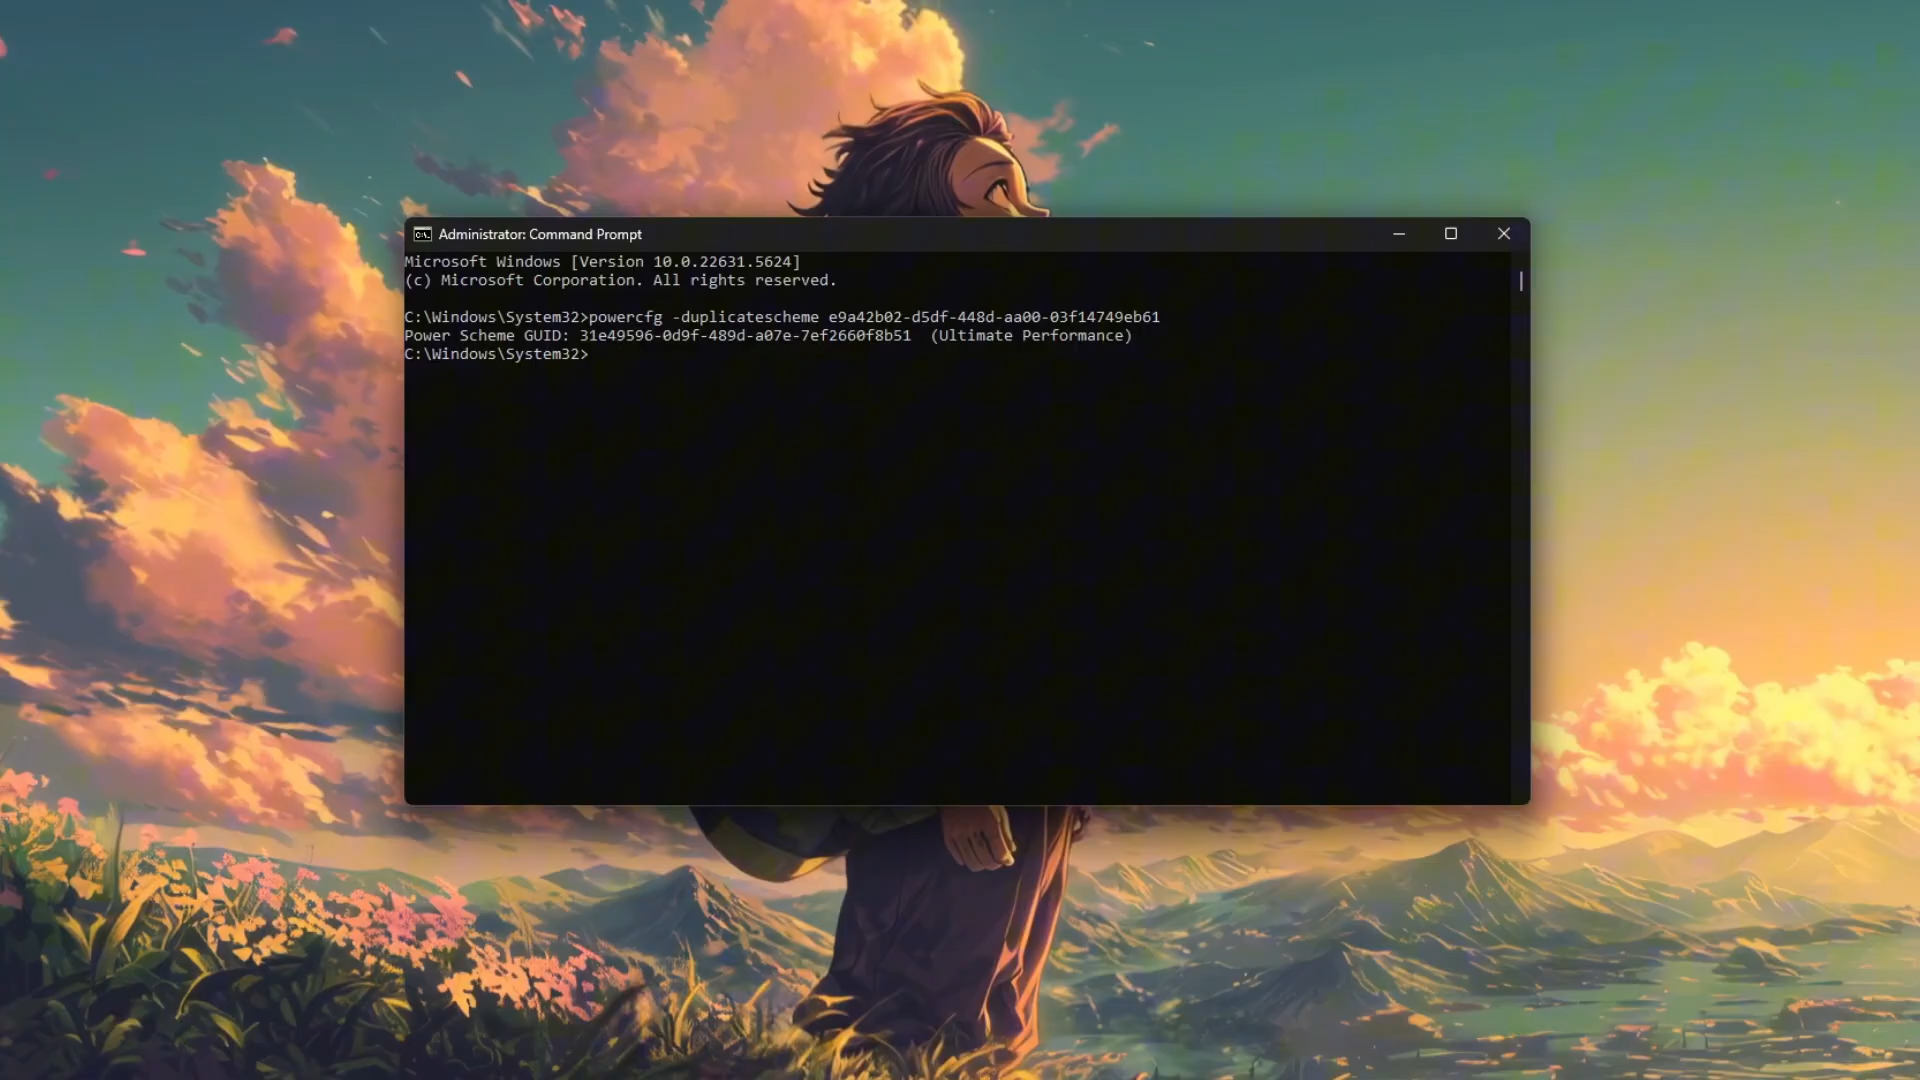 Administrator: Command Prompt
Microsoft Windows [Version 10.0.22631.5624]
(c) Microsoft Corporation. All rights reserved.
C:\Windows\System32>powercfg -duplicatescheme e9a42b02-d5df-448d-aa00-03f14749eb61
Power Scheme GUID: 31e49596-0d9f-489d-a07e-7ef2660f8b51  (Ultimate Performance)
C:\Windows\System32>